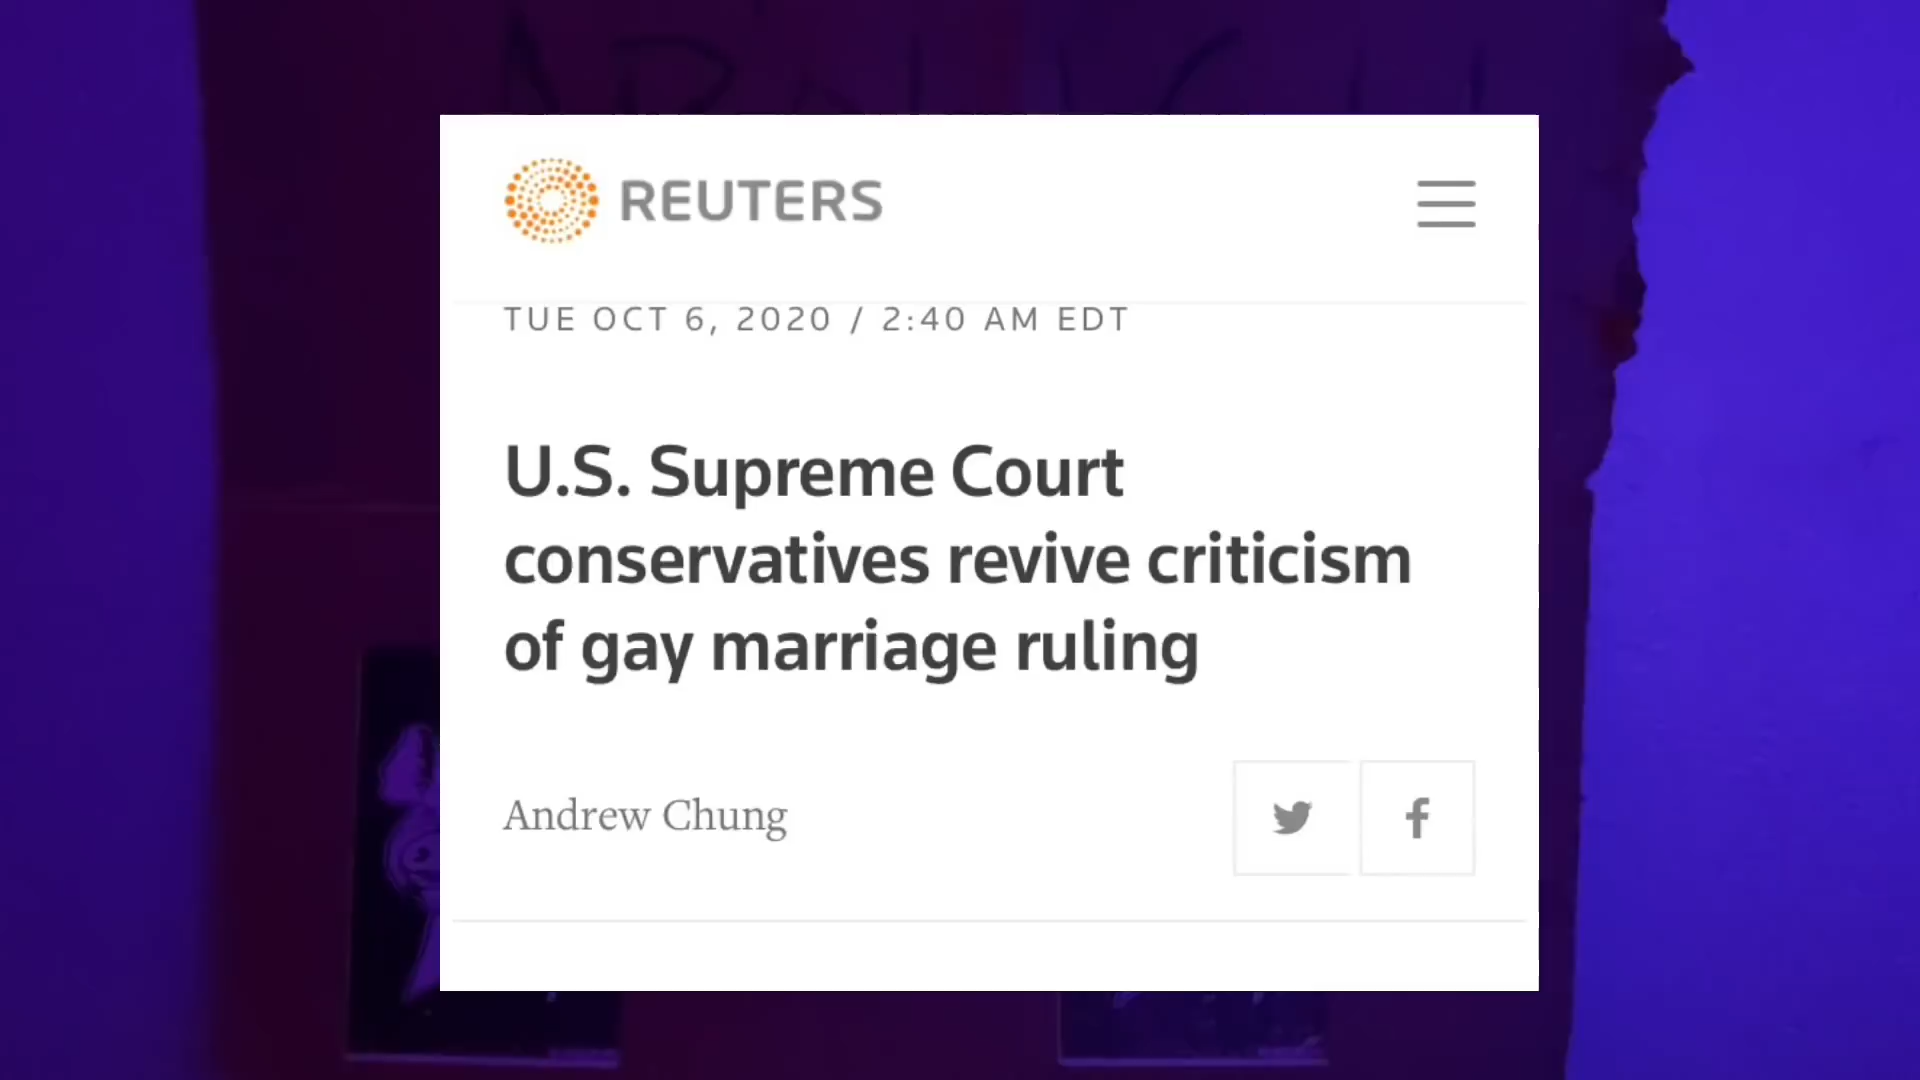 REUTERS
TUE OCT 6, 2020 / 2:40 AM EDT
U.S. Supreme Court
conservatives revive criticism
of gay marriage ruling
Andrew Chung